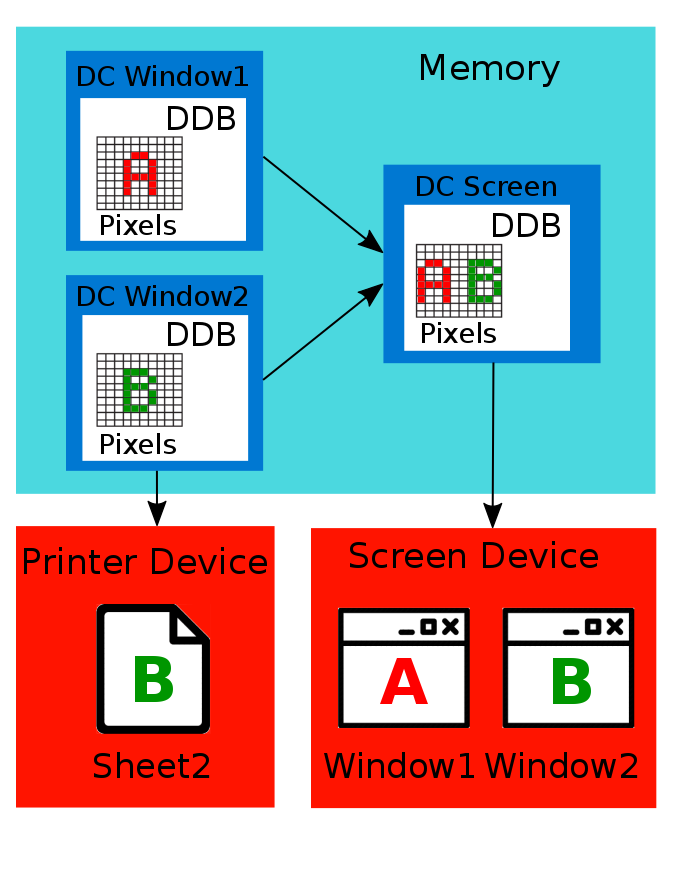 Memory
DC Window1
DDB
A
Pixels
DC Window2
DDB
B
Pixels
DC Screen
DDB
A B
Pixels
Printer Device
B
Sheet2
Screen Device
A
B
Window1
Window2